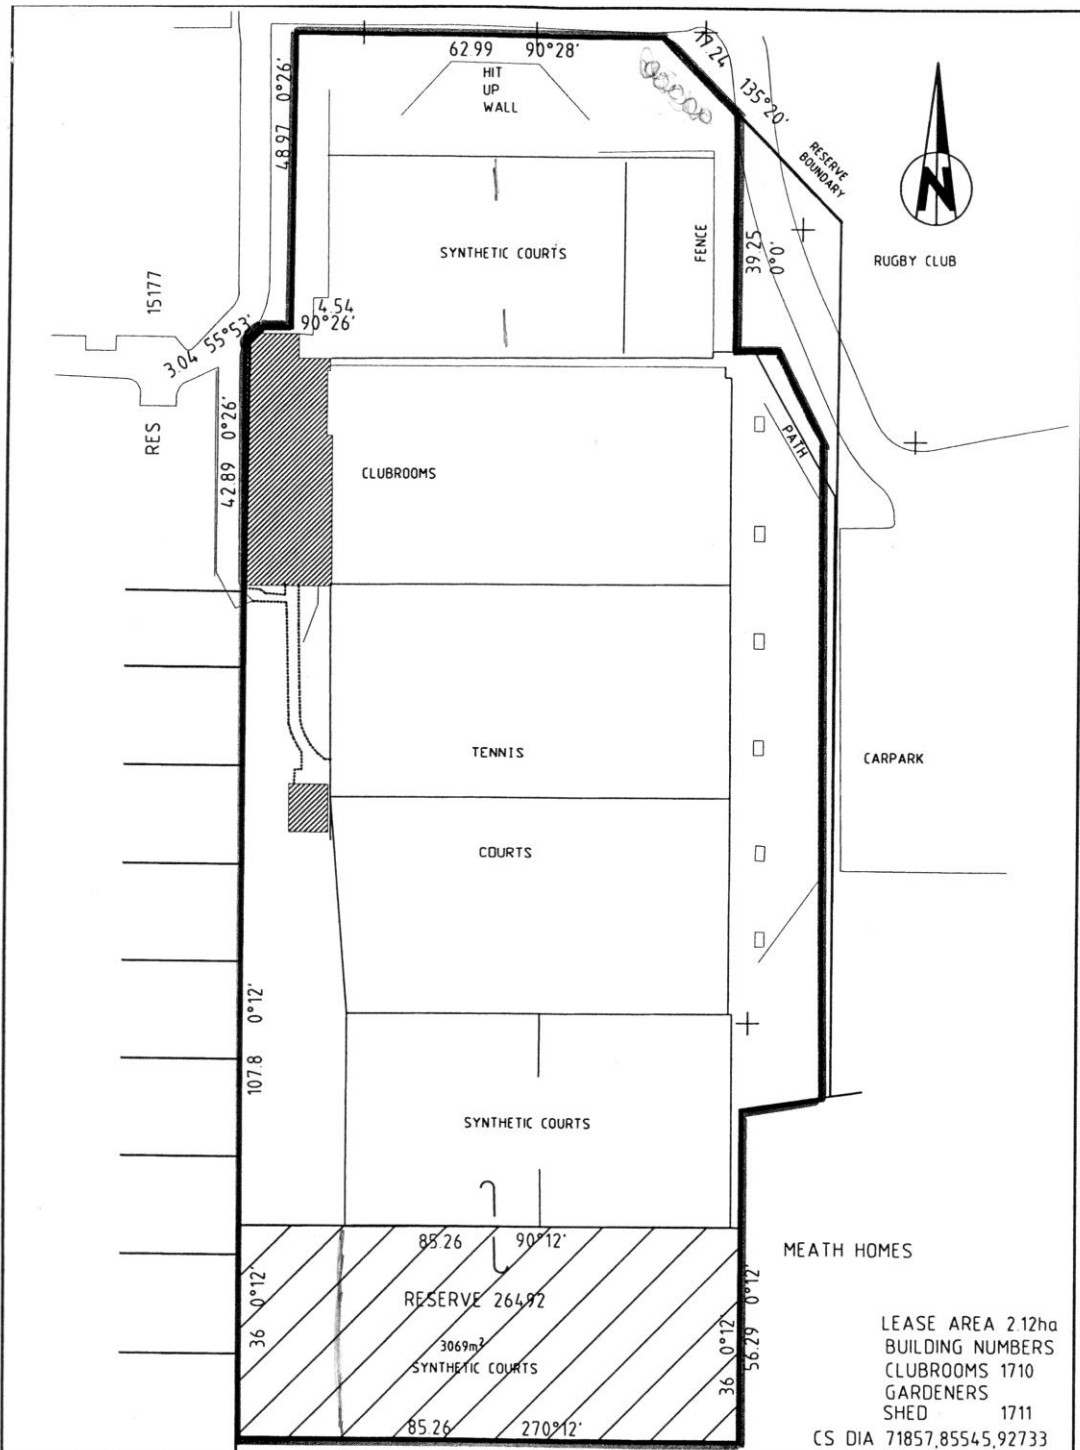 62.99 90°28'
17.24 135°20'
HIT
UP
WALL
48.97 0°26'
RESERVE
BOUNDARY
N
SYNTHETIC COURTS
FENCE
39.25
0°0'
RUGBY CLUB
15177
RES
4.54
90°26'
3.04 55°53'
42.89 0°26'
CLUBROOMS
PATH
TENNIS
CARPARK
COURTS
107.8 0°12'
SYNTHETIC COURTS
85.26 90°12'
MEATH HOMES
36 0°12'
RESERVE 26492
3069m²
SYNTHETIC COURTS
36 0°12'
56.29 0°12'
85.26 270°12'
LEASE AREA 2.12ha
BUILDING NUMBERS
CLUBROOMS 1710
GARDENERS
SHED 1711
CS DIA 71857,85545,92733